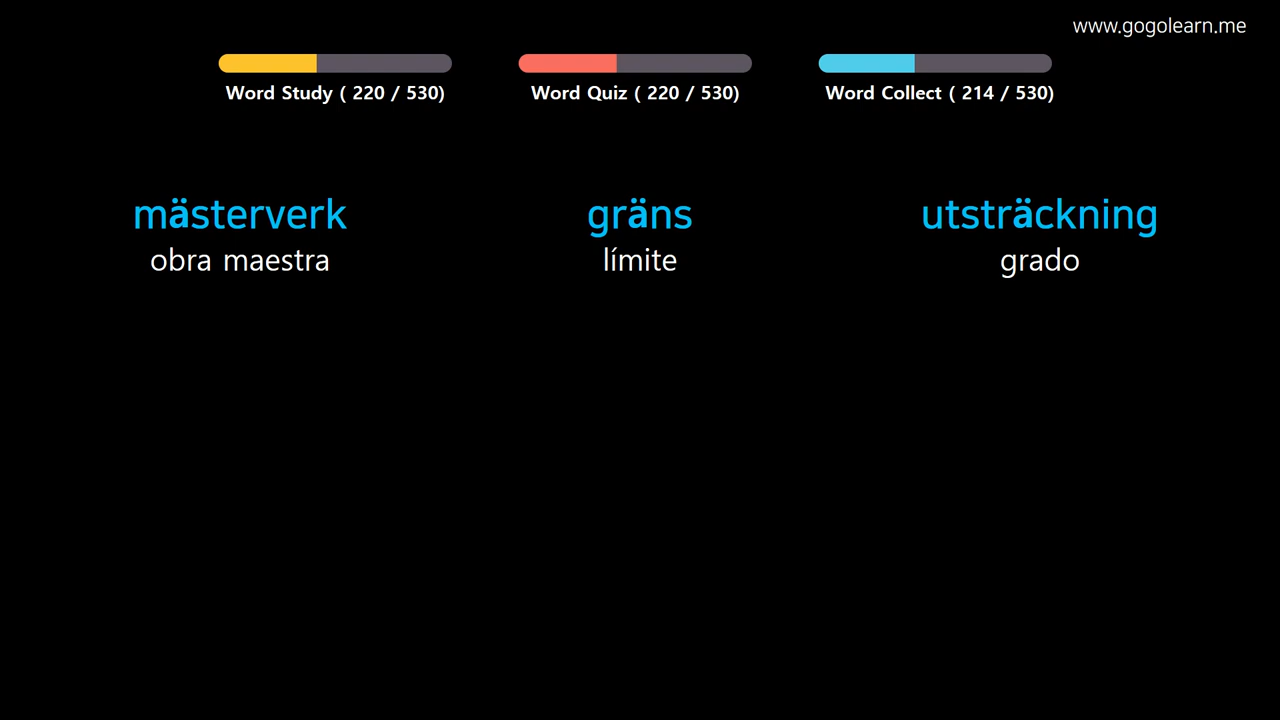 www.gogolearn.me
Word Study ( 220 / 530)
Word Quiz ( 220 / 530)
Word Collect ( 214 / 530)
mästerverk
obra maestra
gräns
límite
utsträckning
grado